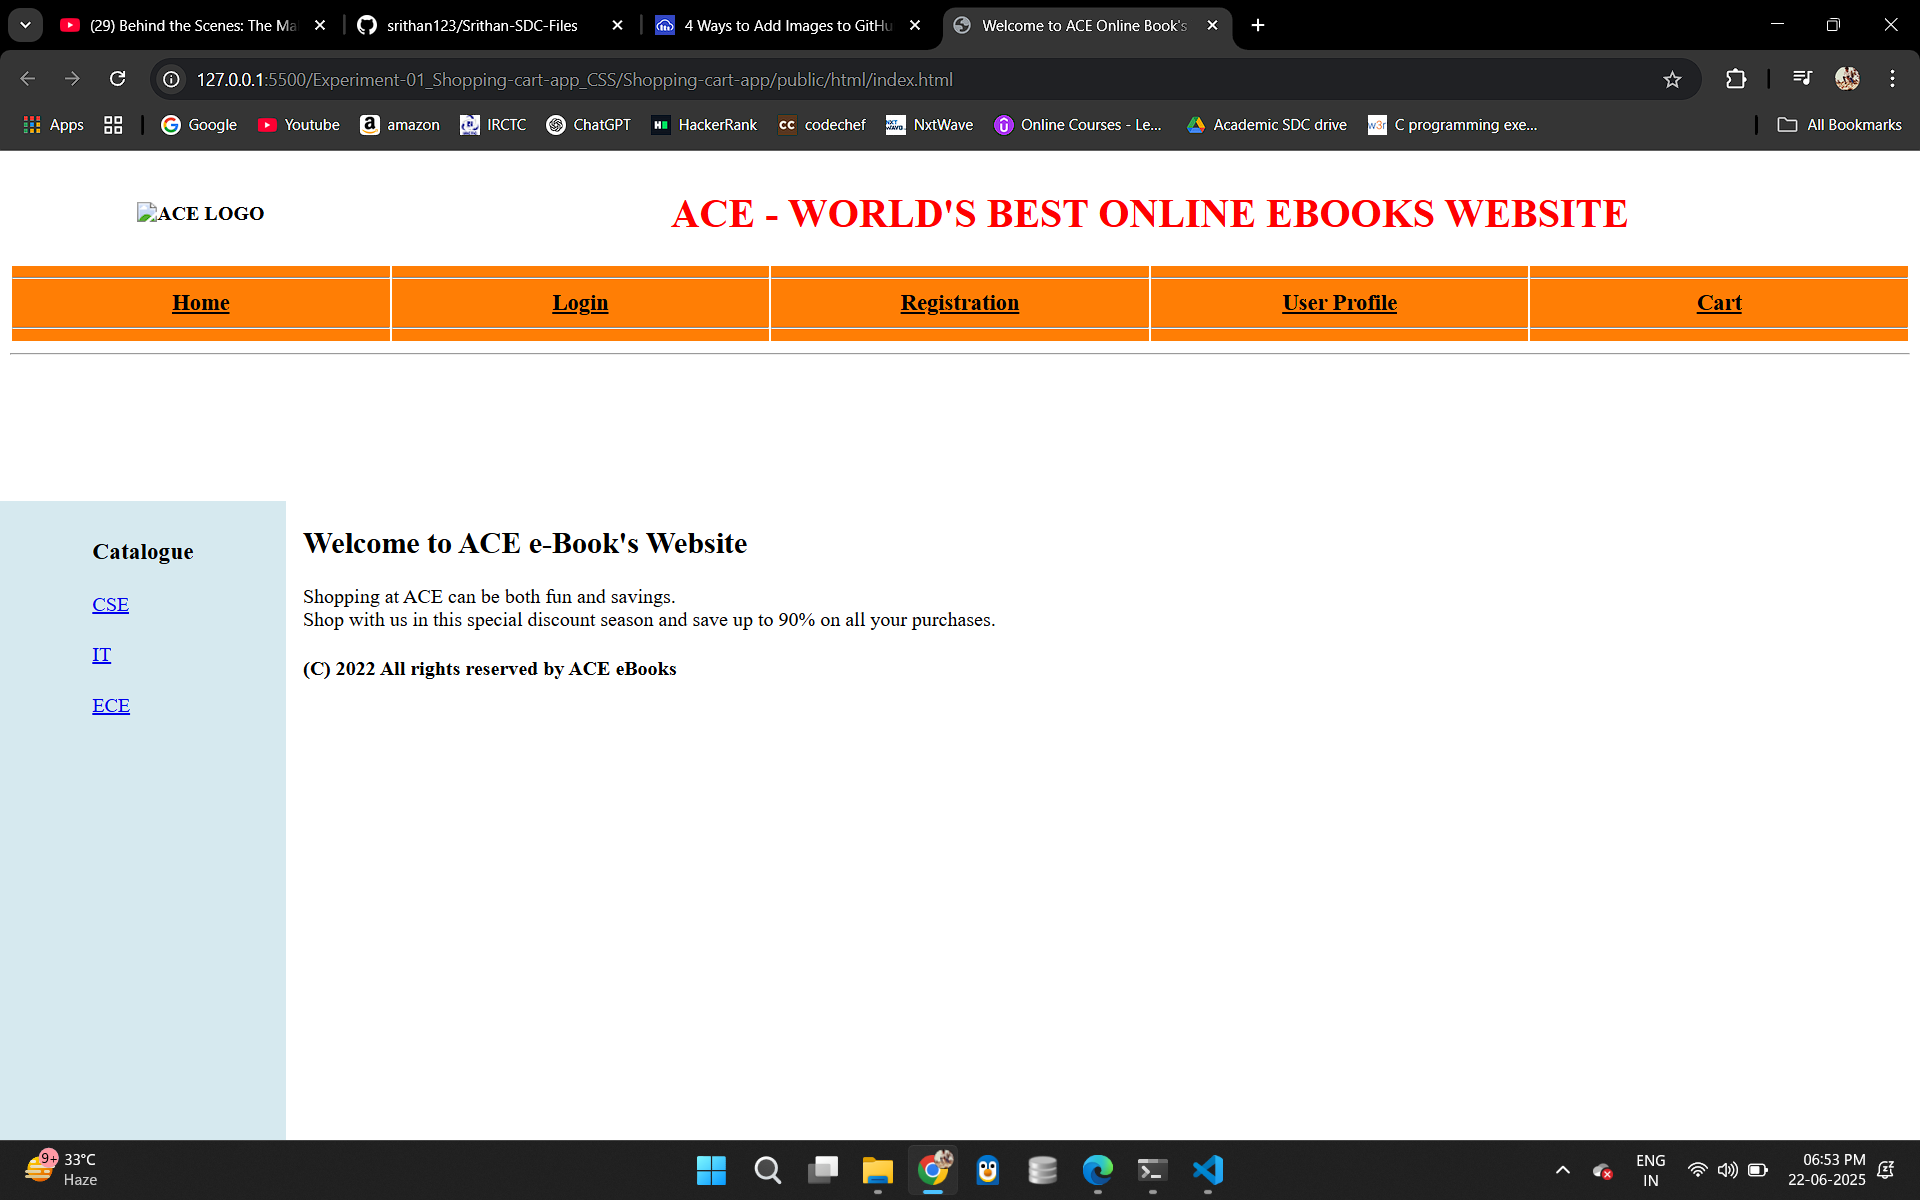 (29) Behind the Scenes: The Ma
srithan123/Srithan-SDC-Files
4 Ways to Add Images to GitHu
Welcome to ACE Online Book's
127.0.0.1:5500/Experiment-01_Shopping-cart-app_CSS/Shopping-cart-app/public/html/index.html
Apps
Google
Youtube
amazon
IRCTC
ChatGPT
HackerRank
codechef
NxtWave
Online Courses - Le...
Academic SDC drive
C programming exe...
All Bookmarks
ACE LOGO
ACE - WORLD'S BEST ONLINE EBOOKS WEBSITE
Home
Login
Registration
User Profile
Cart
Catalogue
CSE
IT
ECE
Welcome to ACE e-Book's Website
Shopping at ACE can be both fun and savings.
Shop with us in this special discount season and save up to 90% on all your purchases.
(C) 2022 All rights reserved by ACE eBooks
9+
33°C
Haze
ENG
IN
06:53 PM
22-06-2025